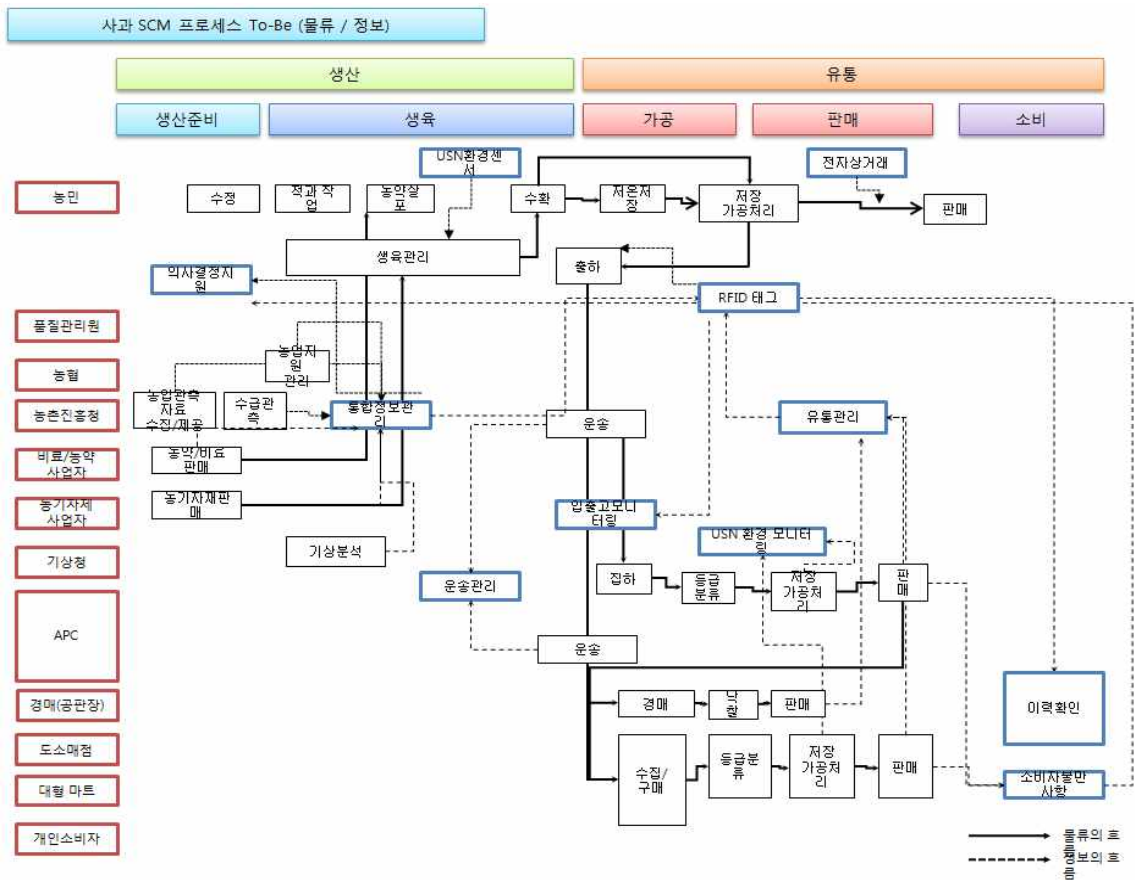 사과 SCM 프로세스 To-Be (물류 / 정보)
생산
유통
생산준비
생육
가공
판매
소비
USN환경센
서
전자상거래
농민
수정
적과 작
업
농약살
포
수확
저온저
장
저장
가공처리
판매
생육관리
출하
의사결정지
원
RFID 태그
품질관리원
농업자
원
관리
농협
농업관측
자료
수집/제공
수급관
측
통합정보관
리
농촌진흥청
운송
유통관리
비료/농약
사업자
농약/비료
판매
농기자제
사업자
농기자재판
매
입출고모니
터링
USN 환경 모니터
링
기상청
기상분석
운송관리
집하
등급
분류
저장
가공처
리
판
매
APC
운송
경매(공판장)
경매
낙
찰
판매
이력확인
도소매점
수집/
구매
등급분
류
저장
가공처
리
판매
대형 마트
소비자불만
사항
개인소비자
물류의 흐
름
정보의 흐
름